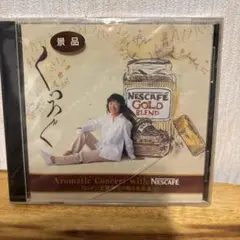 景品
くつろぐ
NESCAFÉ
GOLD
BLEND
Aromatic Concert with NESCAFÉ